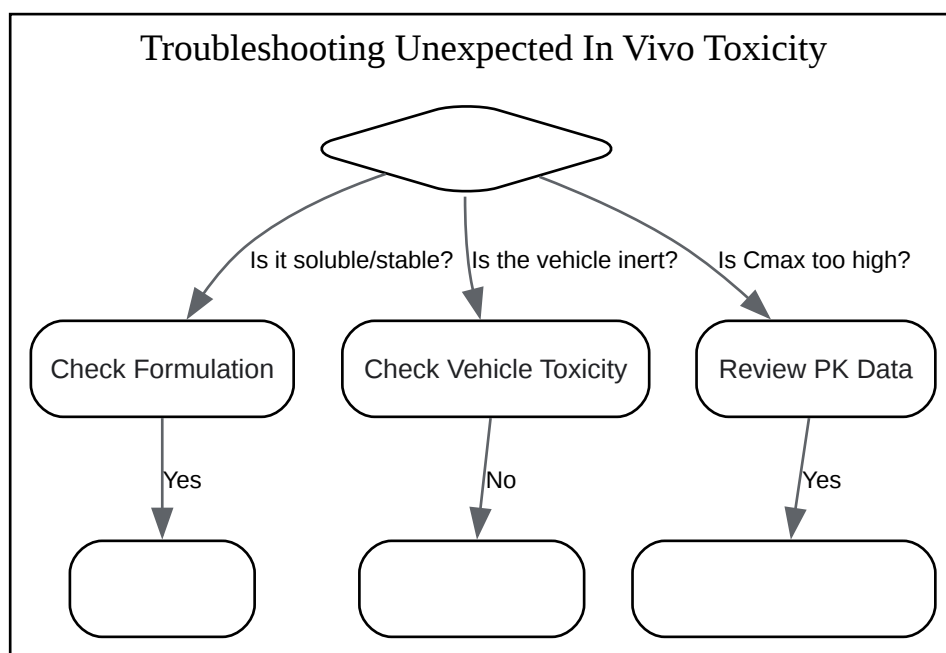 Troubleshooting Unexpected In Vivo Toxicity
Is it soluble/stable?
Is the vehicle inert?
Is Cmax too high?
Check Formulation
Check Vehicle Toxicity
Review PK Data
Yes
No
Yes